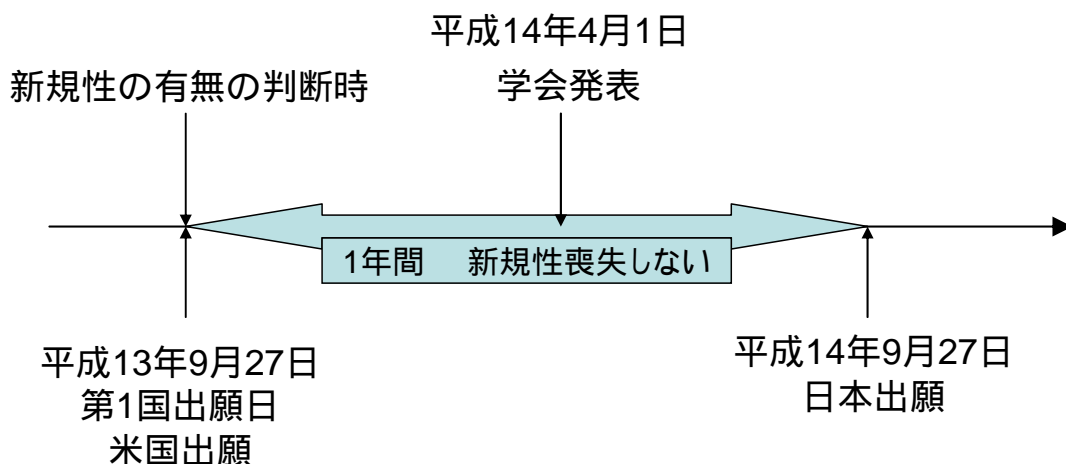 平成14年4月1日
学会発表
新規性の有無の判断時
1年間 新規性喪失しない
平成13年9月27日
第1国出願日
米国出願
平成14年9月27日
日本出願